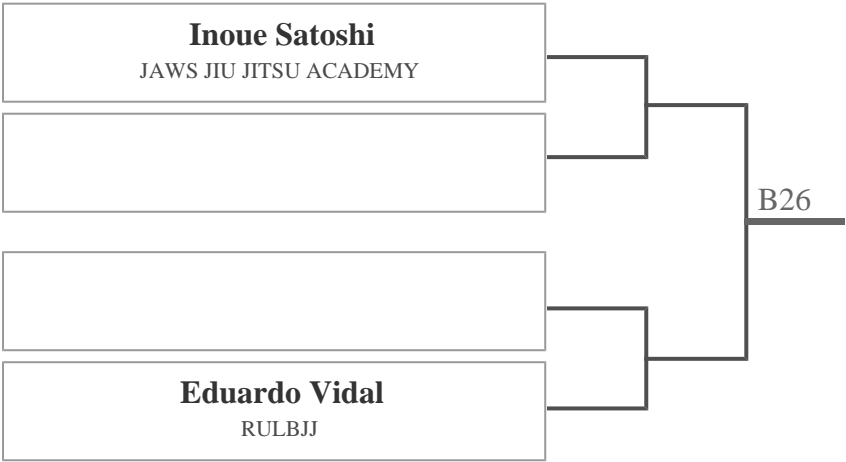 Inoue Satoshi
JAWS JIU JITSU ACADEMY
B26
Eduardo Vidal
RULBJJ